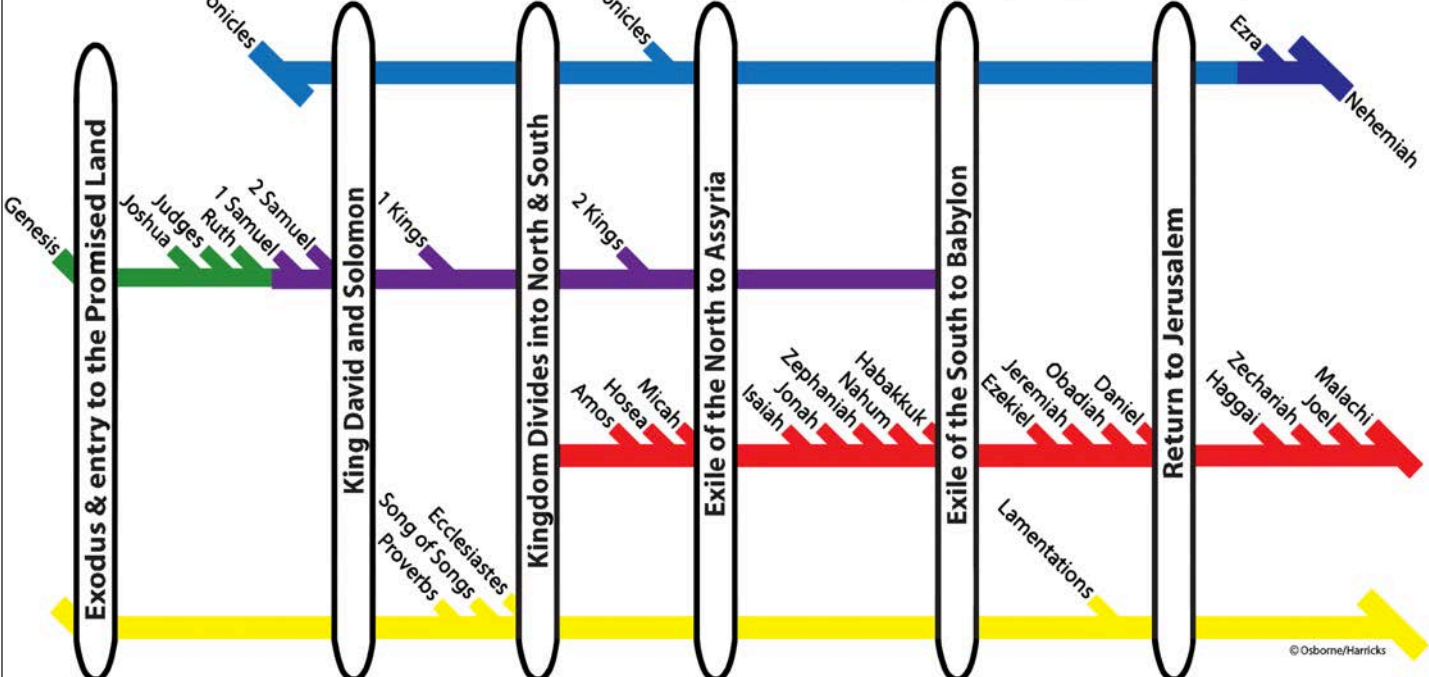 onicles
onicles
Ezra
Nehemiah
Exodus & entry to the Promised Land
King David and Solomon
Kingdom Divides into North & South
Exile of the North to Assyria
Exile of the South to Babylon
Return to Jerusalem
Genesis
Joshua
Judges
Ruth
1 Samuel
2 Samuel
1 Kings
2 Kings
Amos
Hosea
Micah
Isaiah
Jonah
Zephaniah
Nahum
Habakkuk
Ezekiel
Jeremiah
Obadiah
Daniel
Haggai
Zechariah
Joel
Malachi
Proverbs
Song of Songs
Ecclesiastes
Lamentations
© Osborne/Harricks